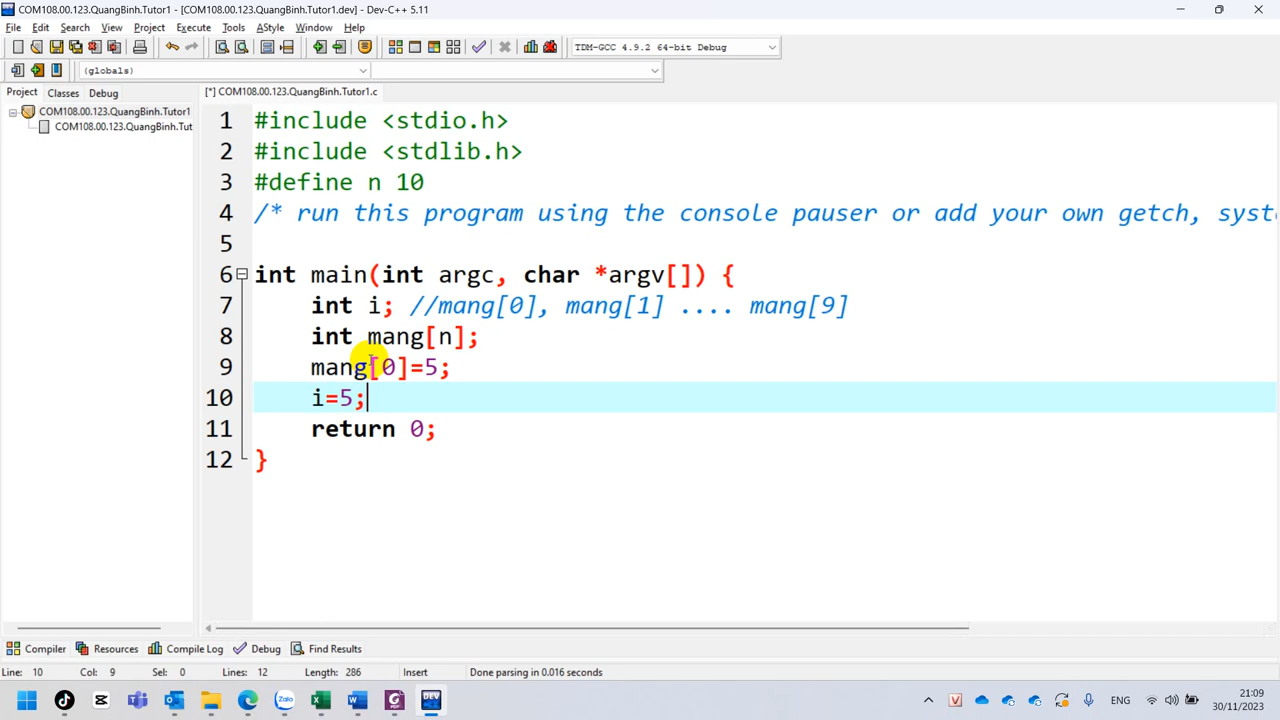 COM108.00.123.QuangBinh.Tutor1 - [COM108.00.123.QuangBinh.Tutor1.dev] - Dev-C++ 5.11
File Edit Search View Project Execute Tools AStyle Window Help
TDM-GCC 4.9.2 64-bit Debug
(globals)
Project Classes Debug
[*] COM108.00.123.QuangBinh.Tutor1.c
COM108.00.123.QuangBinh.Tutor1
COM108.00.123.QuangBinh.Tut
1 #include <stdio.h>
2 #include <stdlib.h>
3 #define n 10
4 /* run this program using the console pauser or add your own getch, syste
5
6 int main(int argc, char *argv[]) {
7 int i; //mang[0], mang[1] .... mang[9]
8 int mang[n];
9 mang[0]=5;
10 i=5;
11 return 0;
12 }
Compiler Resources Compile Log Debug Find Results
Line: 10 Col: 9 Sel: 0 Lines: 12 Length: 286 Insert Done parsing in 0.016 seconds
ENG
21:09
30/11/2023